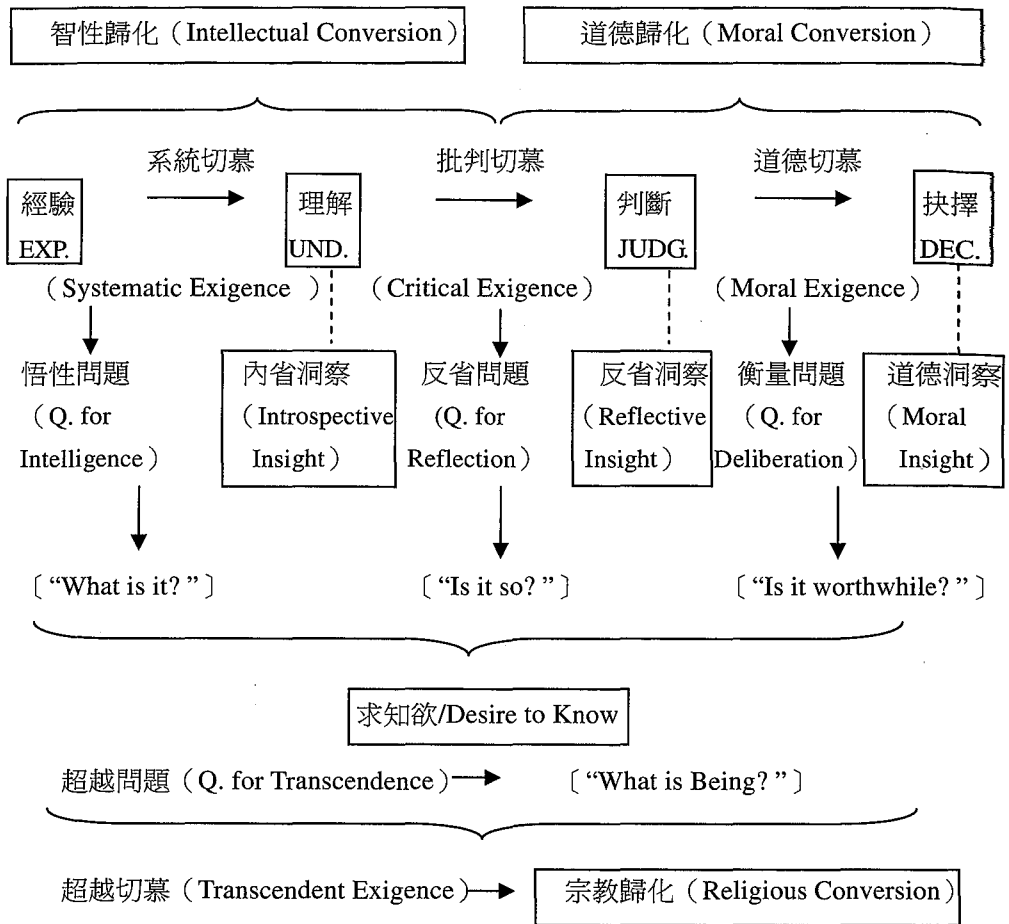 智性歸化（Intellectual Conversion）
道德歸化（Moral Conversion）
系統切慕
批判切慕
道德切慕
經驗
EXP.
理解
UND.
判斷
JUDG.
抉擇
DEC.
（Systematic Exigence ）
（Critical Exigence）
（Moral Exigence）
悟性問題
（Q. for
Intelligence）
內省洞察
（Introspective
Insight）
反省問題
(Q. for
Reflection）
反省洞察
（Reflective
Insight）
衡量問題
（Q. for
Deliberation）
道德洞察
（Moral
Insight）
〔“What is it? ”〕
〔“Is it so? ”〕
〔“Is it worthwhile? ”〕
求知欲/Desire to Know
超越問題（Q. for Transcendence）
〔“What is Being? ”〕
超越切慕（Transcendent Exigence）
宗教歸化（Religious Conversion）